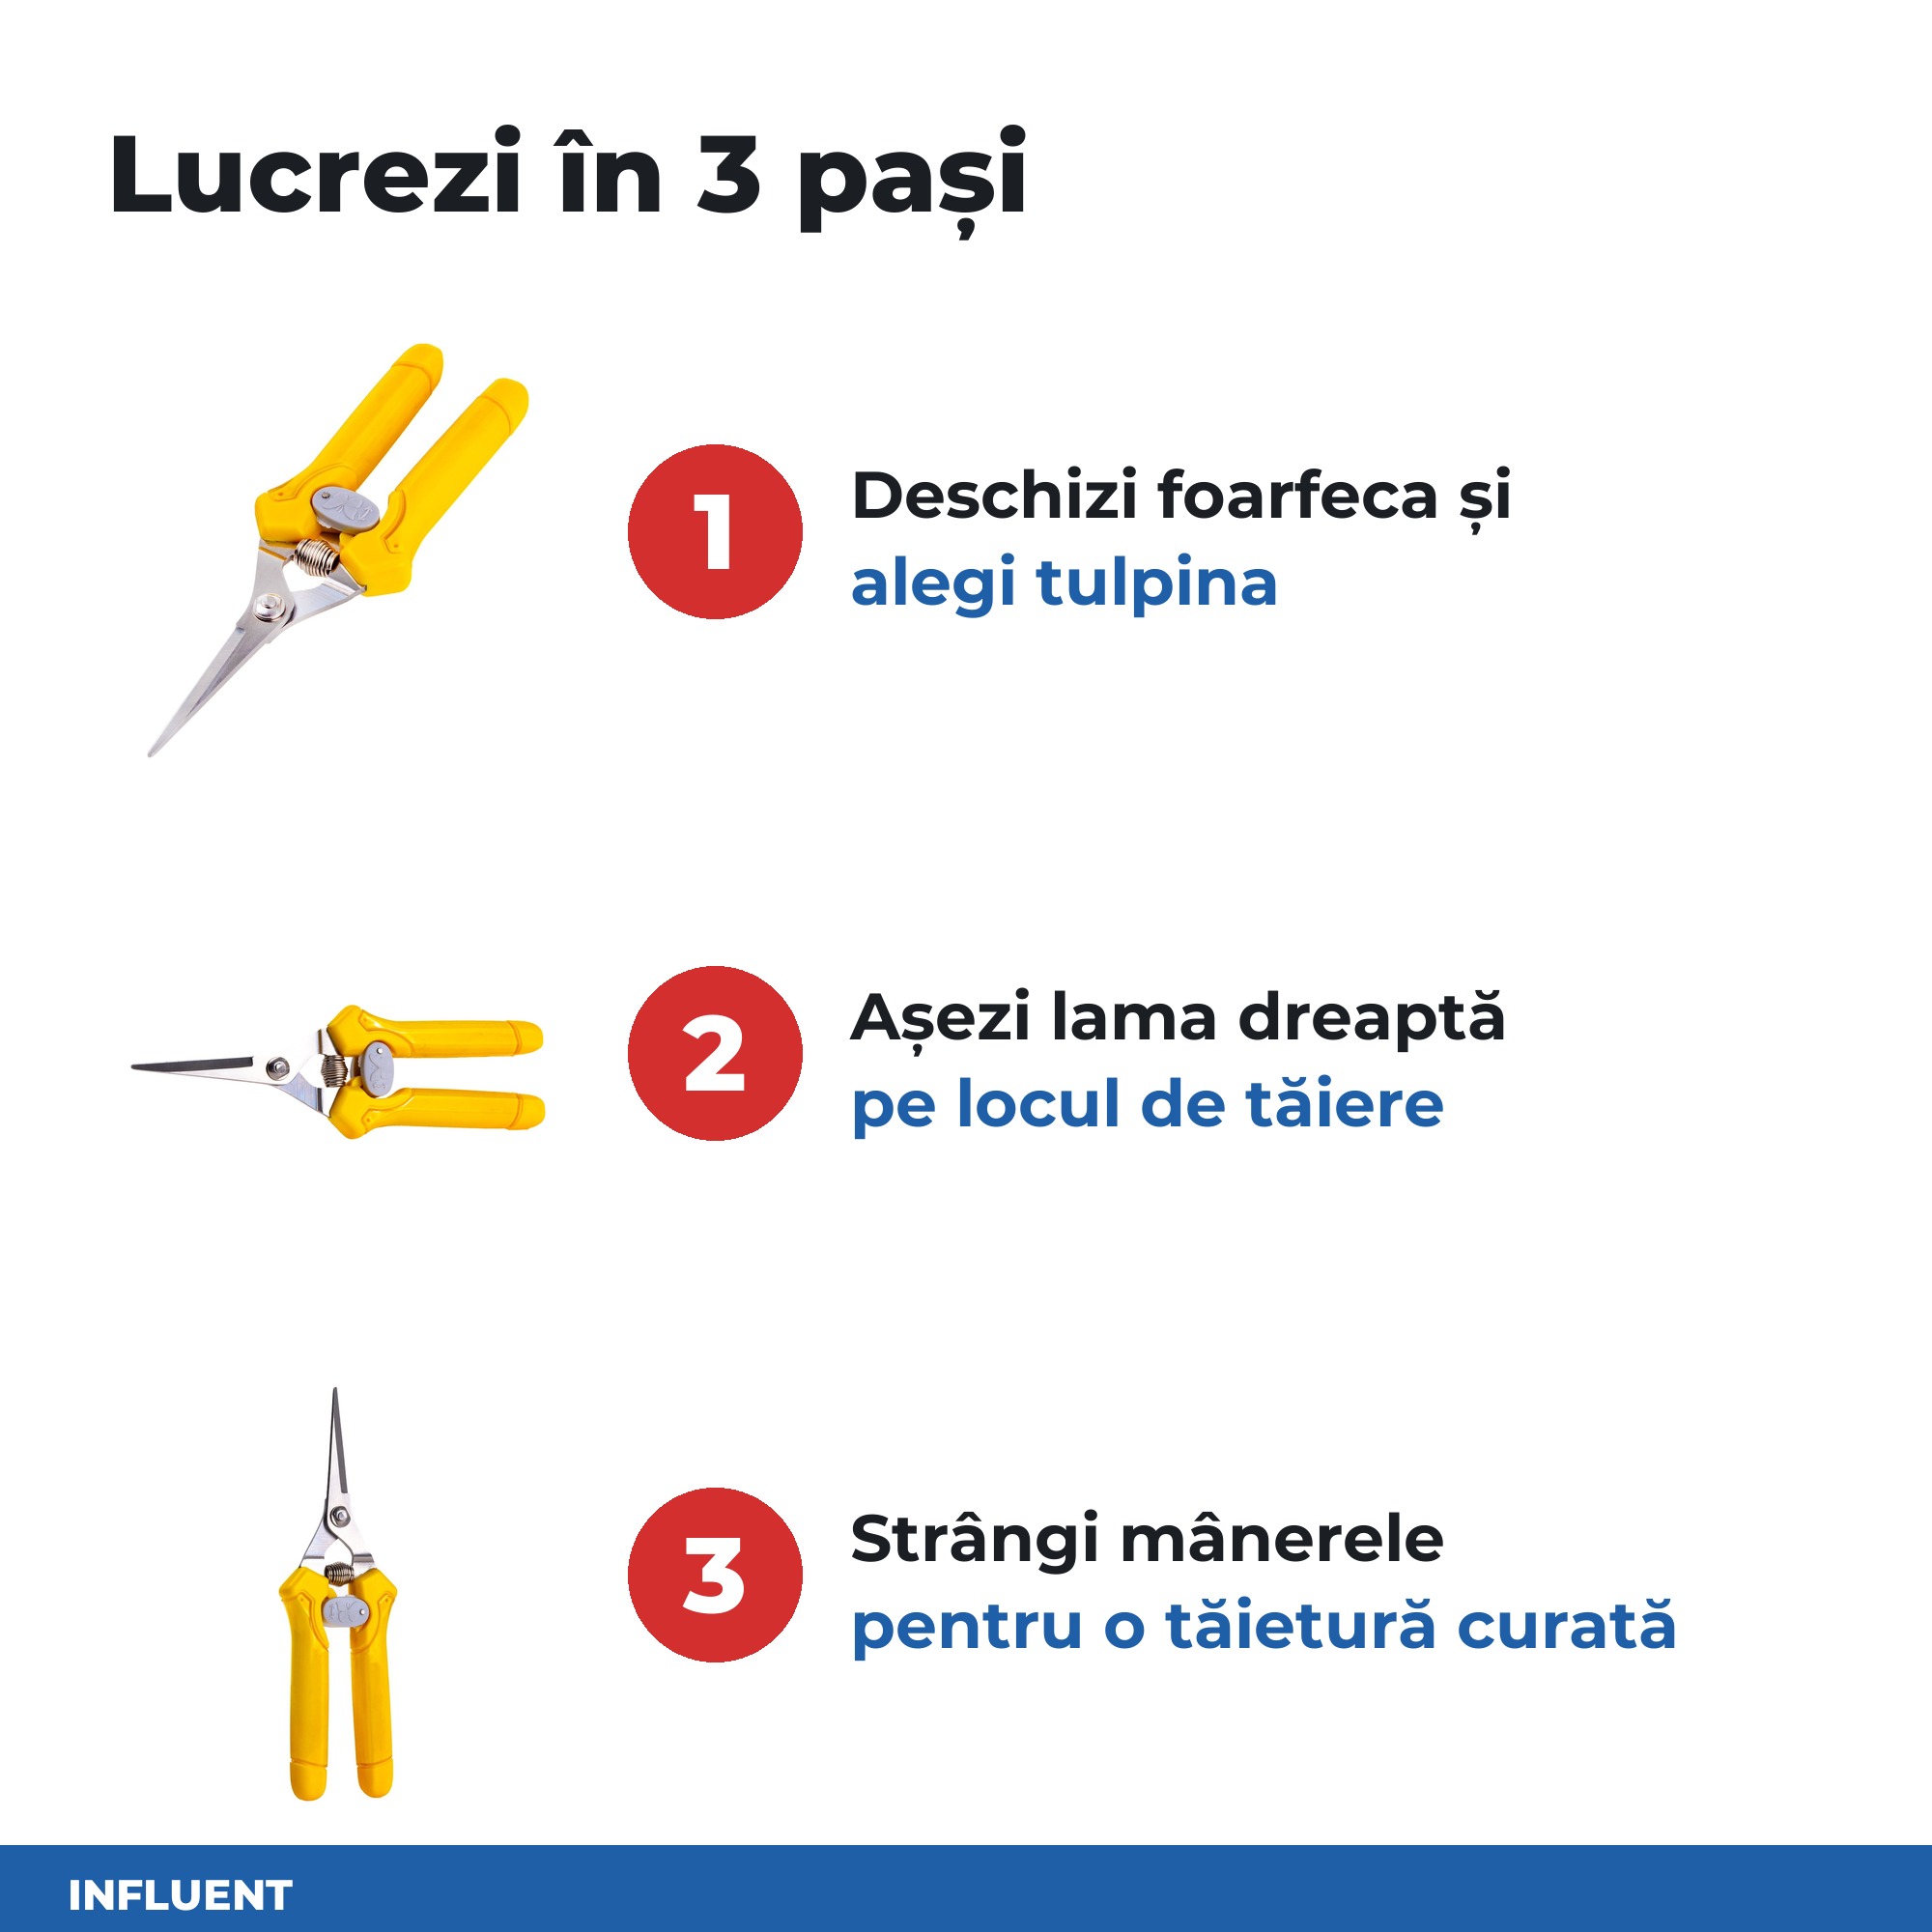 Lucrezi în 3 pași
1
Deschizi foarfeca și
alegi tulpina
2
Așezi lama dreaptă
pe locul de tăiere
3
Strângi mânerele
pentru o tăietură curată
INFLUENT